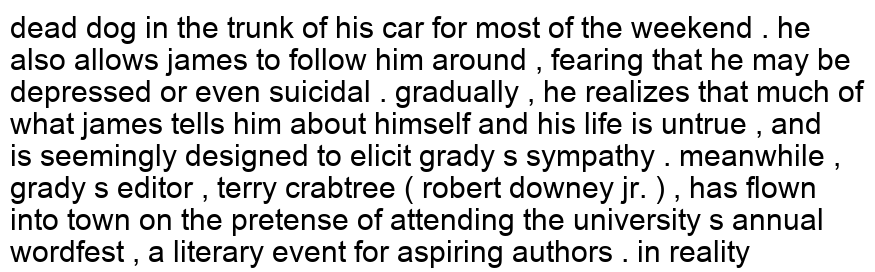 dead dog in the trunk of his car for most of the weekend . he
also allows james to follow him around , fearing that he may be
depressed or even suicidal . gradually , he realizes that much of
what james tells him about himself and his life is untrue , and
is seemingly designed to elicit grady s sympathy . meanwhile ,
grady s editor , terry crabtree ( robert downey jr. ) , has flown
into town on the pretense of attending the university s annual
wordfest , a literary event for aspiring authors . in reality